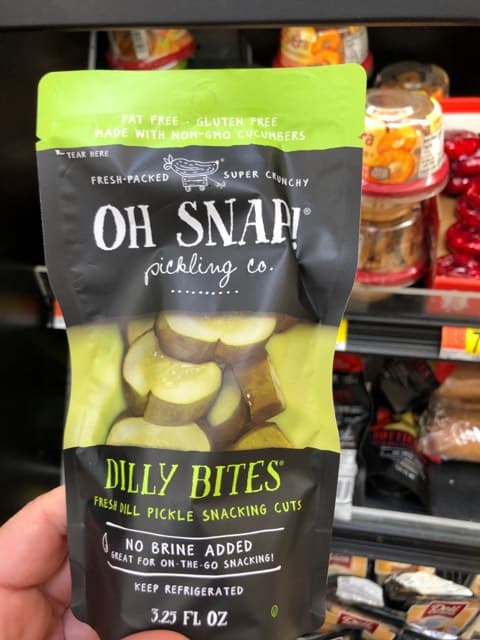 FAT FREE · GLUTEN FREE
MADE WITH NON-GMO CUCUMBERS
TEAR HERE
FRESH-PACKED SUPER CRUNCHY
OH SNAP!®
pickling co.
DILLY BITES®
FRESH DILL PICKLE SNACKING CUTS
NO BRINE ADDED
GREAT FOR ON-THE-GO SNACKING!
KEEP REFRIGERATED
3.25 FL OZ
Deli